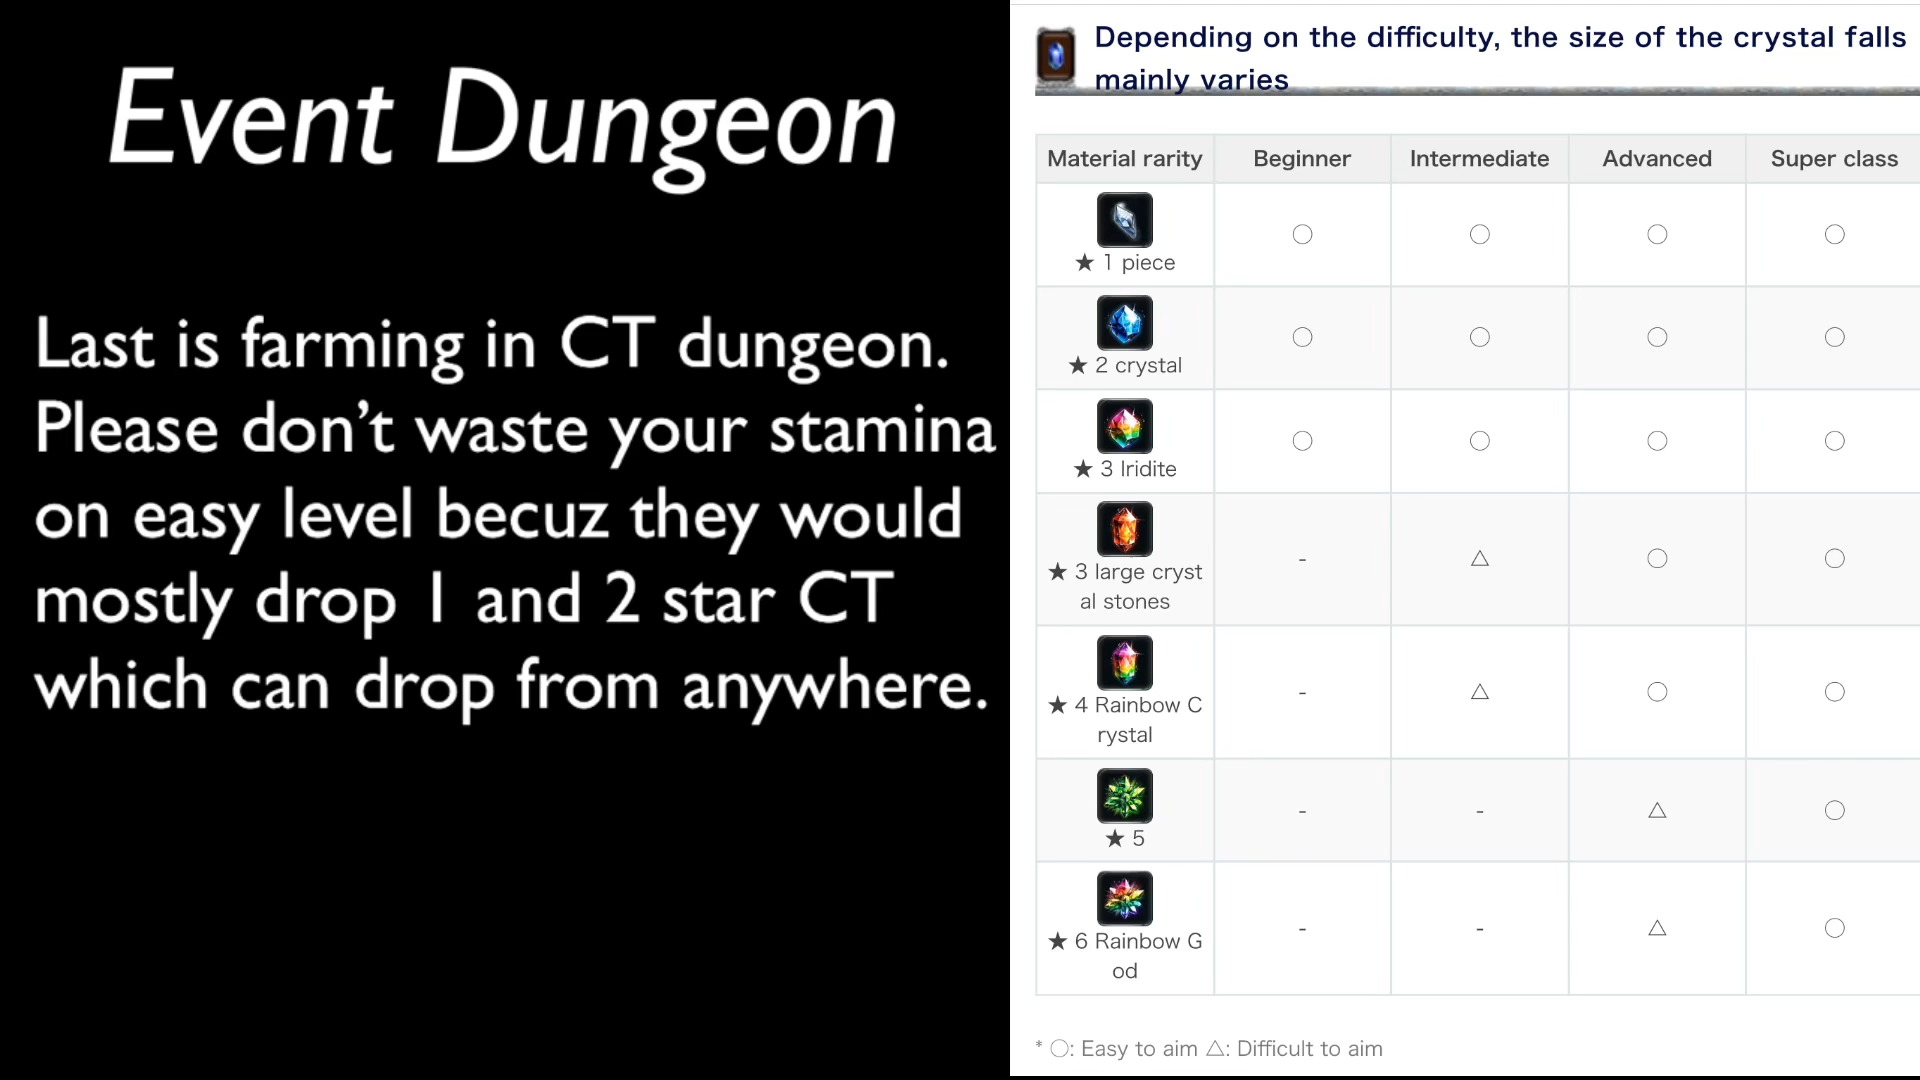 Event Dungeon
Last is farming in CT dungeon.
Please don’t waste your stamina
on easy level becuz they would
mostly drop 1 and 2 star CT
which can drop from anywhere.
Depending on the difficulty, the size of the crystal falls
mainly varies
Material rarity Beginner Intermediate Advanced Super class
★ 1 piece ○ ○ ○ ○
★ 2 crystal ○ ○ ○ ○
★ 3 Iridite ○ ○ ○ ○
★ 3 large cryst
al stones - △ ○ ○
★ 4 Rainbow C
rystal - △ ○ ○
★ 5 - - △ ○
★ 6 Rainbow G
od - - △ ○
* ○: Easy to aim △: Difficult to aim